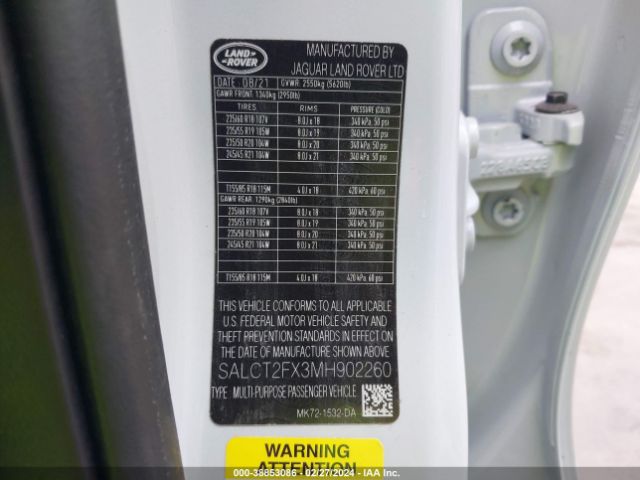 LAND ROVER
MANUFACTURED BY
JAGUAR LAND ROVER LTD
DATE 08/21 GVWR: 2550kg (5620lb)
GAWR FRONT: 1340kg (2950lb)
TIRES RIMS PRESSURE (COLD)
235/60 R18 107V 8.0J x 18 340 kPa, 50 psi
235/55 R19 105W 8.0J x 19 340 kPa, 50 psi
235/50 R20 104W 8.0J x 20 340 kPa, 50 psi
245/45 R21 104W 8.0J x 21 340 kPa, 50 psi
T155/85 R18 115M 4.0J x 18 420 kPa, 60 psi
GAWR REAR: 1290kg (2840lb)
235/60 R18 107V 8.0J x 18 340 kPa, 50 psi
235/55 R19 105W 8.0J x 19 340 kPa, 50 psi
235/50 R20 104W 8.0J x 20 340 kPa, 50 psi
245/45 R21 104W 8.0J x 21 340 kPa, 50 psi
T155/85 R18 115M 4.0J x 18 420 kPa, 60 psi
THIS VEHICLE CONFORMS TO ALL APPLICABLE
U.S. FEDERAL MOTOR VEHICLE SAFETY AND
THEFT PREVENTION STANDARDS IN EFFECT ON
THE DATE OF MANUFACTURE SHOWN ABOVE
SALCT2FX3MH902260
TYPE: MULTI-PURPOSE PASSENGER VEHICLE
MK72-1532-DA
WARNING
ATTENTION
000-38853086 - 02/27/2024 - IAA Inc.